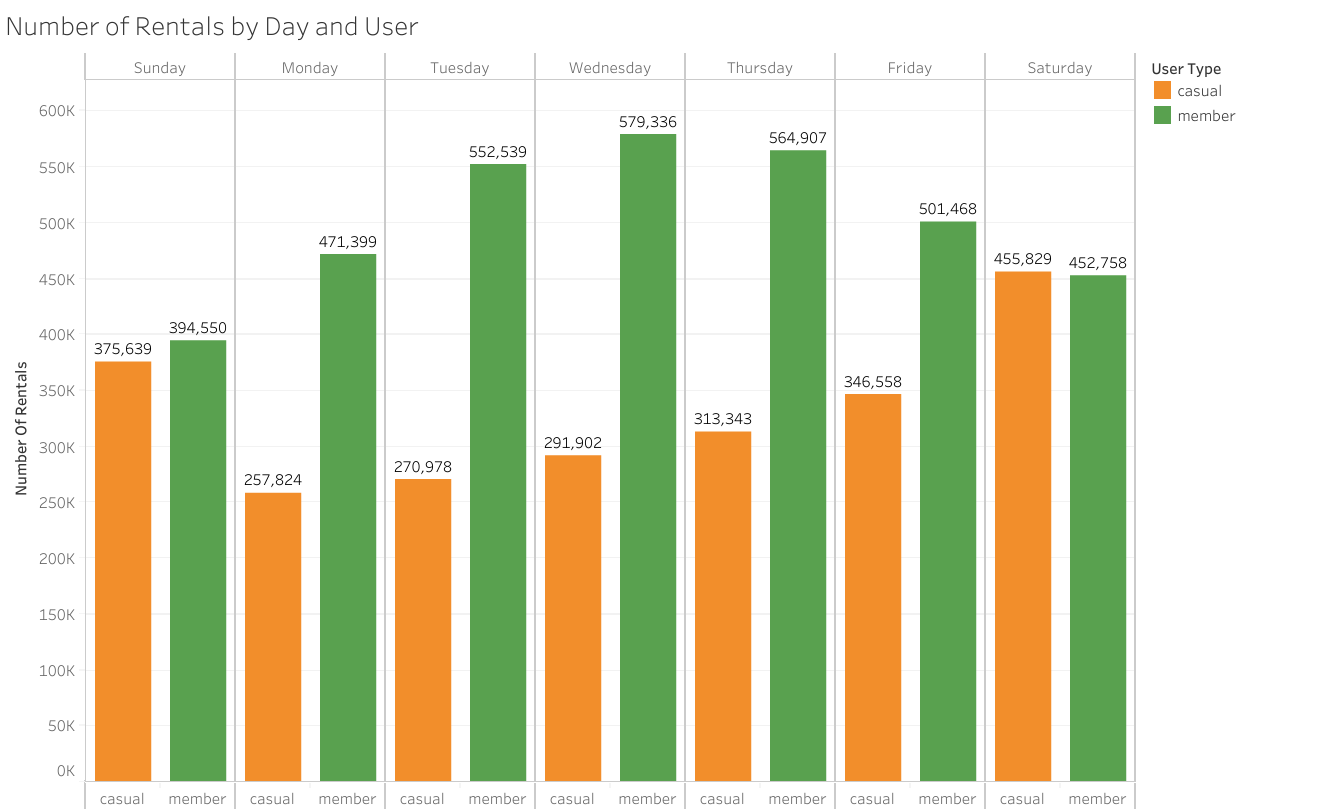 Number of Rentals by Day and User
Sunday Monday Tuesday Wednesday Thursday Friday Saturday
User Type
casual
member
Number Of Rentals
600K
550K
500K
450K
400K
350K
300K
250K
200K
150K
100K
50K
0K
375,639
394,550
257,824
471,399
270,978
552,539
291,902
579,336
313,343
564,907
346,558
501,468
455,829
452,758
casual member casual member casual member casual member casual member casual member casual member